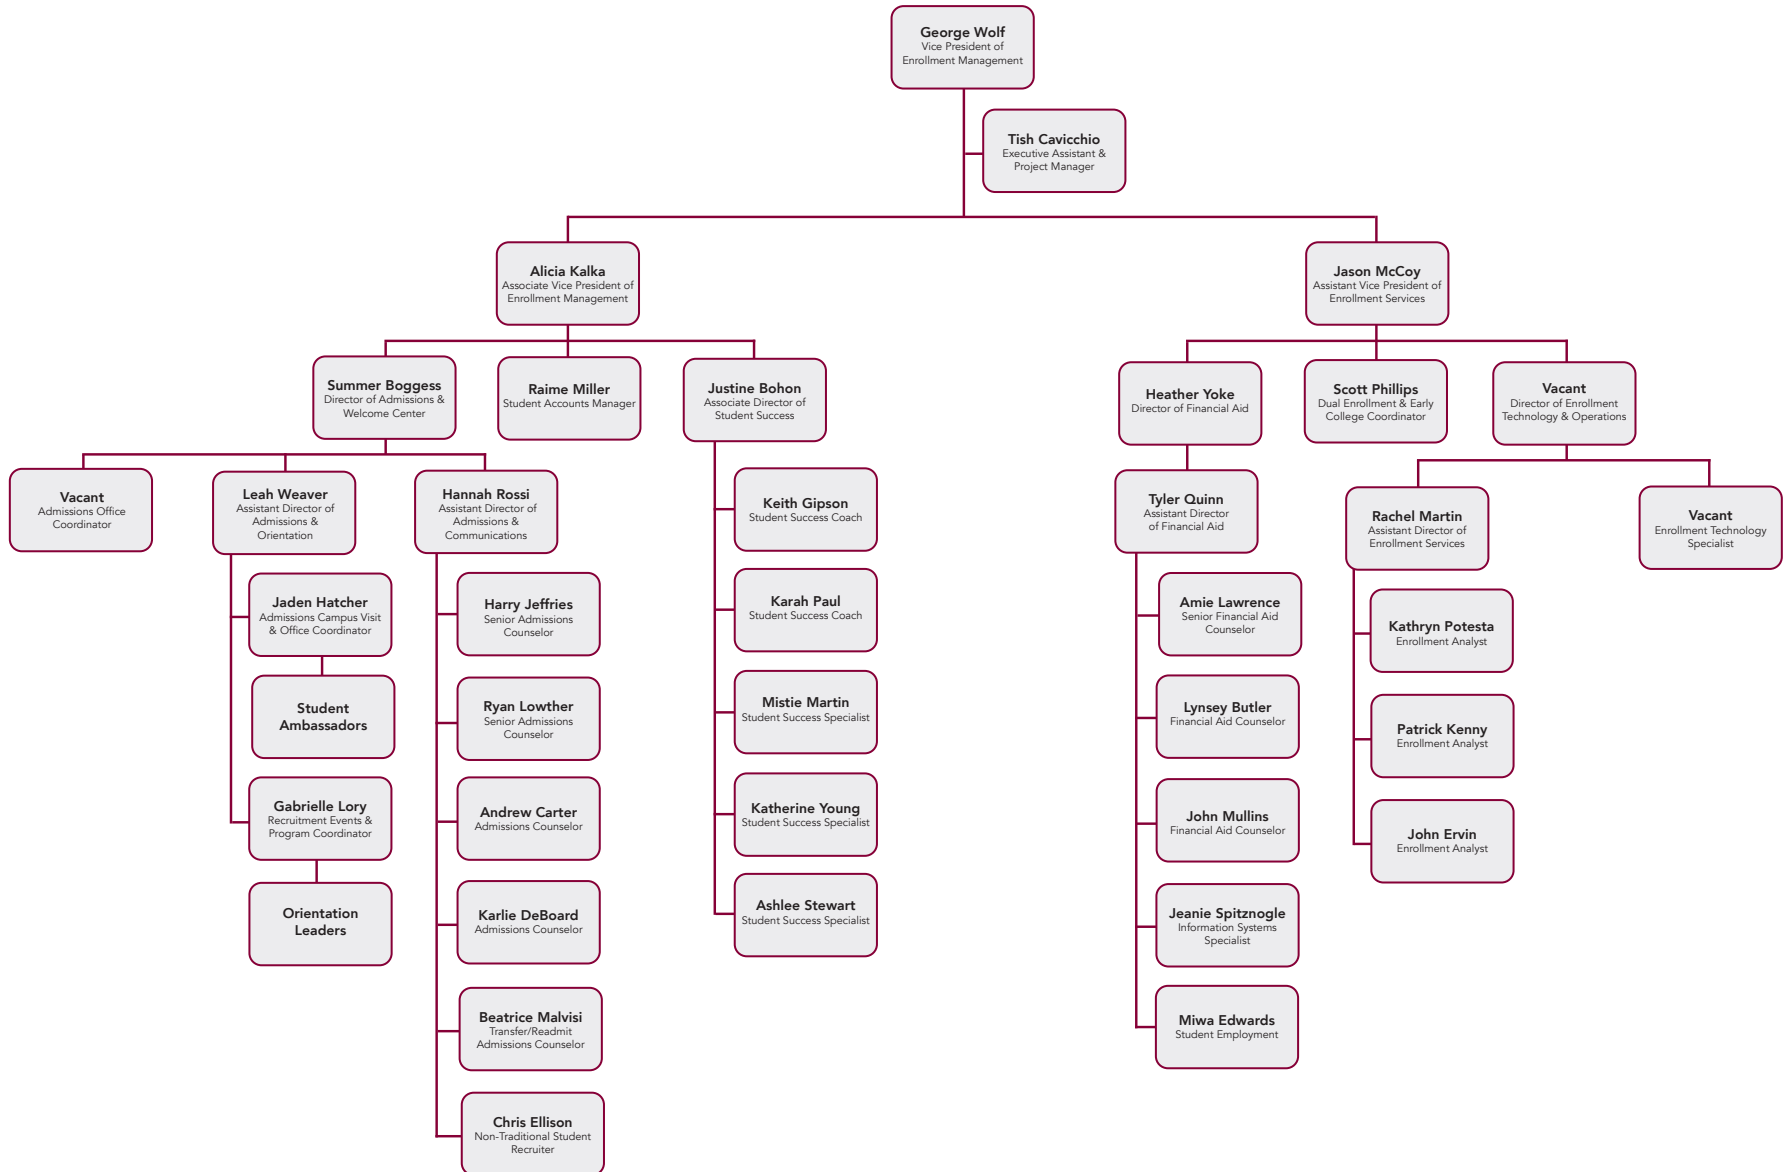 George Wolf
Vice President of
Enrollment Management
Tish Cavicchio
Executive Assistant &
Project Manager
Alicia Kalka
Associate Vice President of
Enrollment Management
Jason McCoy
Assistant Vice President of
Enrollment Services
Summer Boggess
Director of Admissions &
Welcome Center
Raime Miller
Student Accounts Manager
Justine Bohon
Associate Director of
Student Success
Heather Yoke
Director of Financial Aid
Scott Phillips
Dual Enrollment & Early
College Coordinator
Vacant
Director of Enrollment
Technology & Operations
Vacant
Admissions Office
Coordinator
Leah Weaver
Assistant Director of
Admissions &
Orientation
Hannah Rossi
Assistant Director of
Admissions &
Communications
Jaden Hatcher
Admissions Campus Visit
& Office Coordinator
Student
Ambassadors
Gabrielle Lory
Recruitment Events &
Program Coordinator
Orientation
Leaders
Harry Jeffries
Senior Admissions
Counselor
Ryan Lowther
Senior Admissions
Counselor
Andrew Carter
Admissions Counselor
Karlie DeBoard
Admissions Counselor
Beatrice Malvisi
Transfer/Readmit
Admissions Counselor
Chris Ellison
Non-Traditional Student
Recruiter
Keith Gipson
Student Success Coach
Karah Paul
Student Success Coach
Mistie Martin
Student Success Specialist
Katherine Young
Student Success Specialist
Ashlee Stewart
Student Success Specialist
Tyler Quinn
Assistant Director
of Financial Aid
Amie Lawrence
Senior Financial Aid
Counselor
Lynsey Butler
Financial Aid Counselor
John Mullins
Financial Aid Counselor
Jeanie Spitznogle
Information Systems
Specialist
Miwa Edwards
Student Employment
Rachel Martin
Assistant Director of
Enrollment Services
Kathryn Potesta
Enrollment Analyst
Patrick Kenny
Enrollment Analyst
John Ervin
Enrollment Analyst
Vacant
Enrollment Technology
Specialist